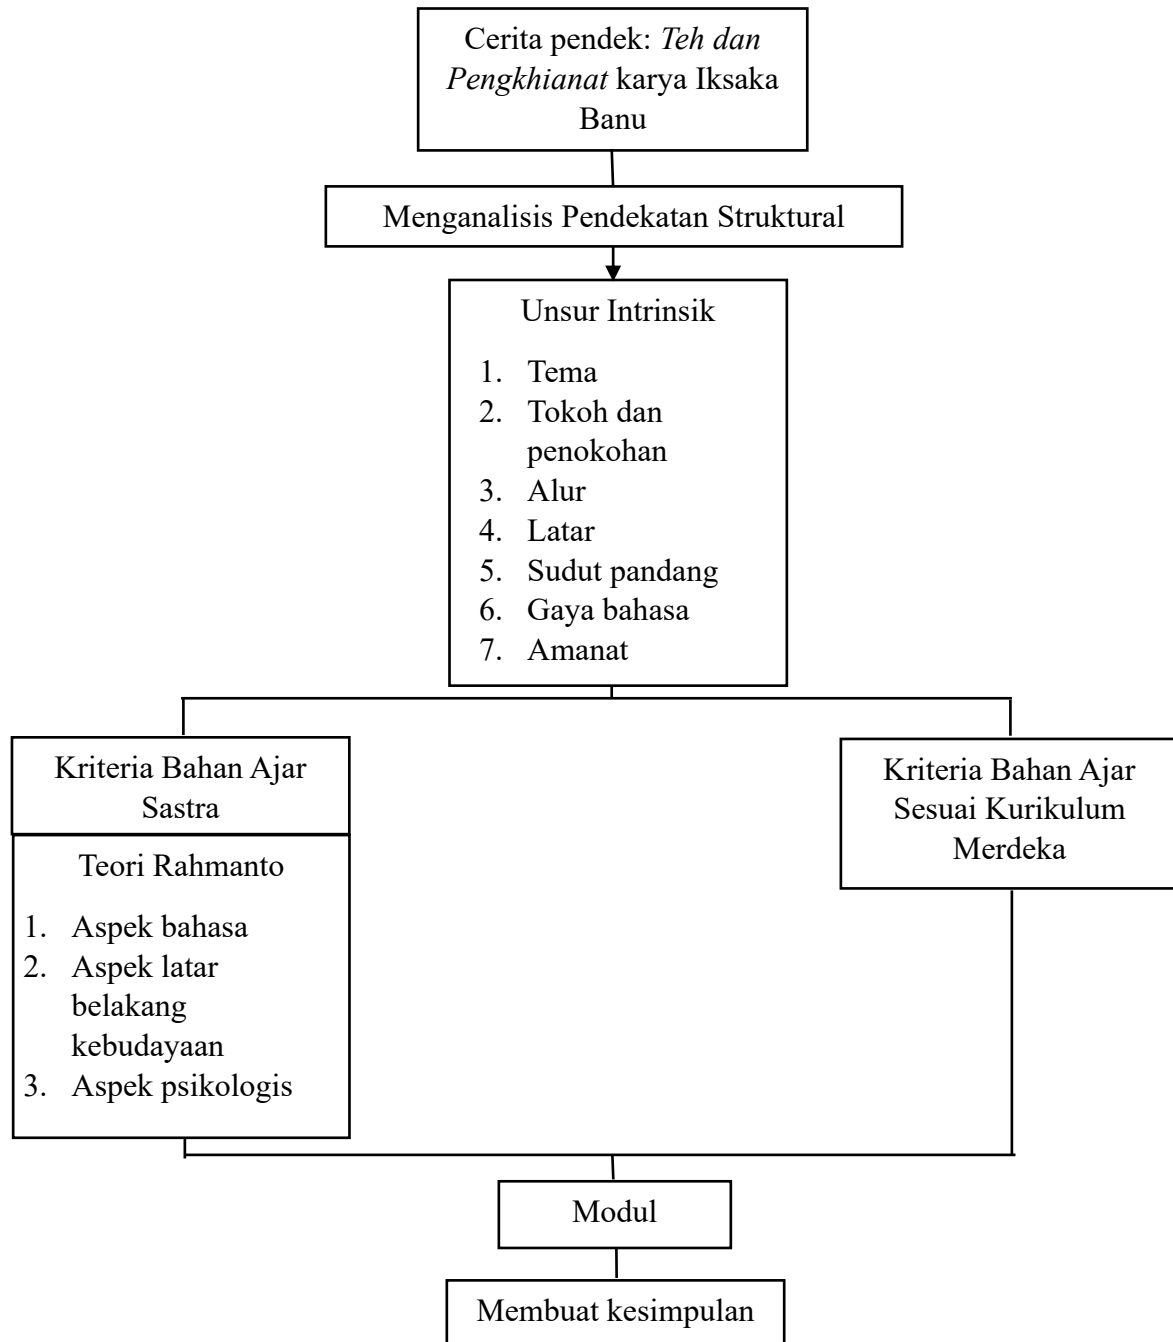 Cerita pendek: Teh dan
Pengkhianat karya Iksaka
Banu
Menganalisis Pendekatan Struktural
Unsur Intrinsik
1. Tema
2. Tokoh dan
penokohan
3. Alur
4. Latar
5. Sudut pandang
6. Gaya bahasa
7. Amanat
Kriteria Bahan Ajar
Sastra
Teori Rahmanto
1. Aspek bahasa
2. Aspek latar
belakang
kebudayaan
3. Aspek psikologis
Kriteria Bahan Ajar
Sesuai Kurikulum
Merdeka
Modul
Membuat kesimpulan